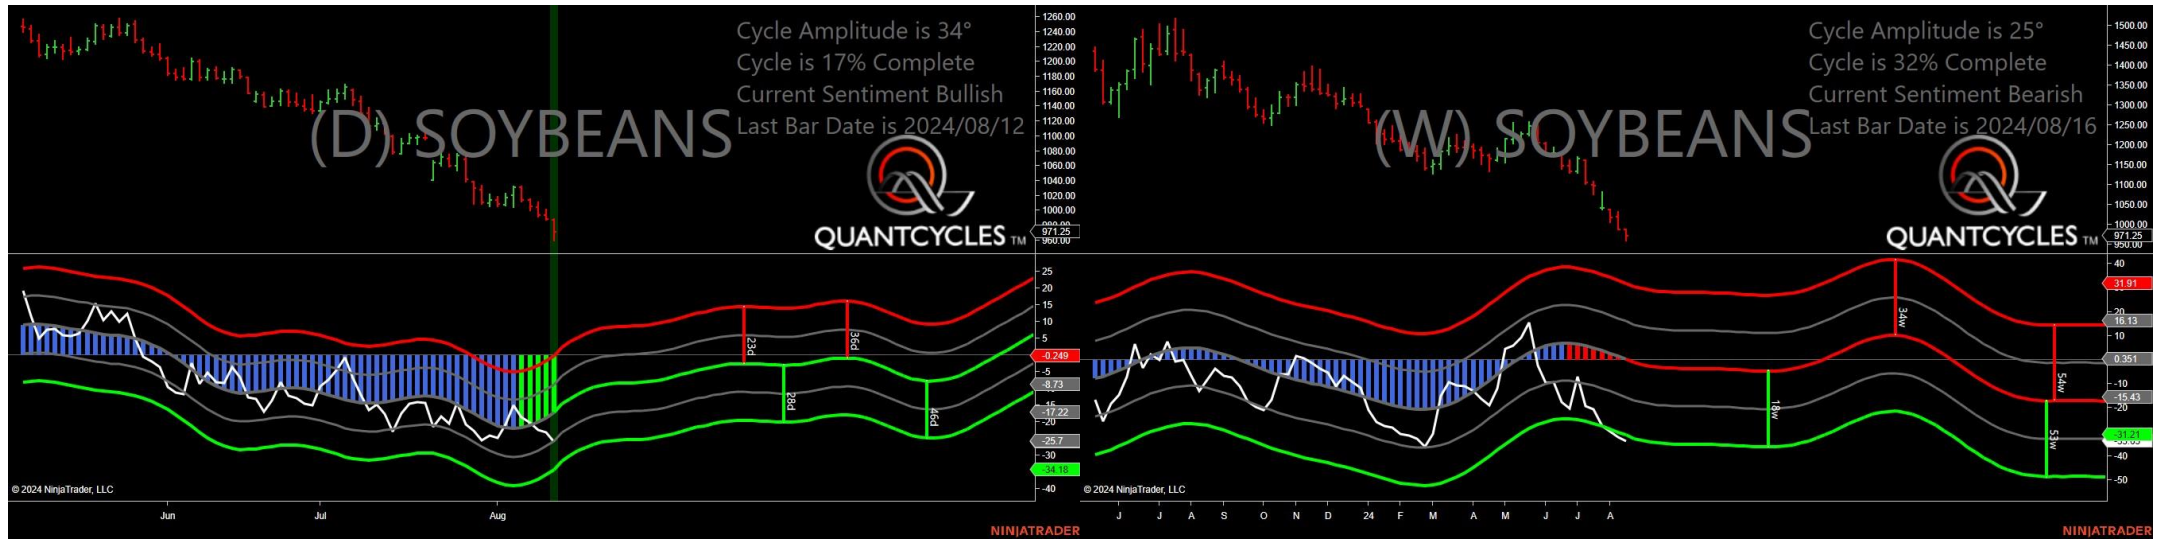 Cycle Amplitude is 34°
Cycle is 17% Complete
Current Sentiment Bullish
Last Bar Date is 2024/08/12
(D) SOYBEANS
QUANTCYCLES TM
1260.00
1240.00
1220.00
1200.00
1180.00
1160.00
1140.00
1120.00
1100.00
1080.00
1060.00
1040.00
1020.00
1000.00
971.25
960.00
25
20
15
10
5
-0.249
-5
-8.73
-17.22
-20
-25.7
-30
-34.18
-40
23d
36d
28d
46d
© 2024 NinjaTrader, LLC
Jun Jul Aug
NINJATRADER
Cycle Amplitude is 25°
Cycle is 32% Complete
Current Sentiment Bearish
Last Bar Date is 2024/08/16
(W) SOYBEANS
QUANTCYCLES TM
1500.00
1450.00
1400.00
1350.00
1300.00
1250.00
1200.00
1150.00
1100.00
1050.00
1000.00
971.25
950.00
40
31.91
20
16.13
10
0.351
-10
-15.43
-20
-31.21
-40
-50
34w
18w
54w
53w
© 2024 NinjaTrader, LLC
J J A S O N D 24 F M A M J J A
NINJATRADER